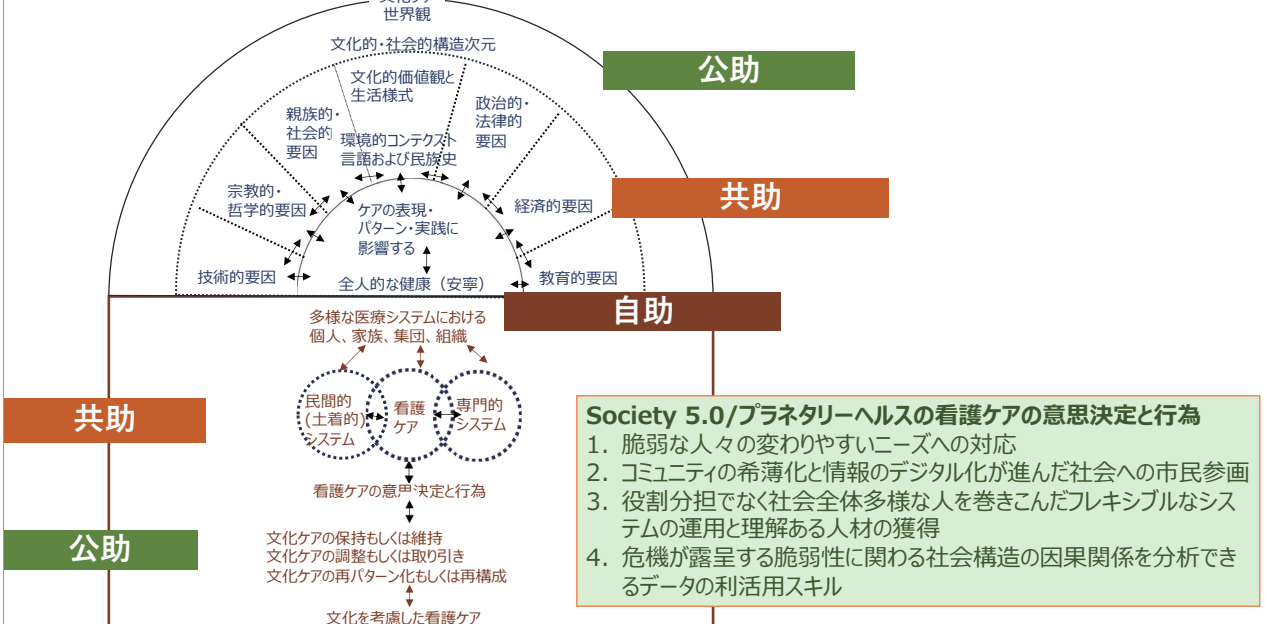 世界観
文化的・社会的構造次元
公助
文化的価値観と
生活様式
親族的・
社会的
要因
政治的・
法律的
要因
環境的コンテクスト
言語および民族史
宗教的・
哲学的要因
ケアの表現・
パターン・実践に
影響する
経済的要因
共助
技術的要因
全人的な健康（安寧）
教育的要因
自助
多様な医療システムにおける
個人、家族、集団、組織
民間的
(土着的)
システム
看護
ケア
専門的
システム
共助
看護ケアの意思決定と行為
公助
文化ケアの保持もしくは維持
文化ケアの調整もしくは取り引き
文化ケアの再パターン化もしくは再構成
文化を考慮した看護ケア
Society 5.0/プラネタリーヘルスの看護ケアの意思決定と行為
1. 脆弱な人々の変わりやすいニーズへの対応
2. コミュニティの希薄化と情報のデジタル化が進んだ社会への市民参画
3. 役割分担でなく社会全体多様な人を巻きこんだフレキシブルなシス
テムの運用と理解ある人材の獲得
4. 危機が露呈する脆弱性に関わる社会構造の因果関係を分析でき
るデータの利活用スキル